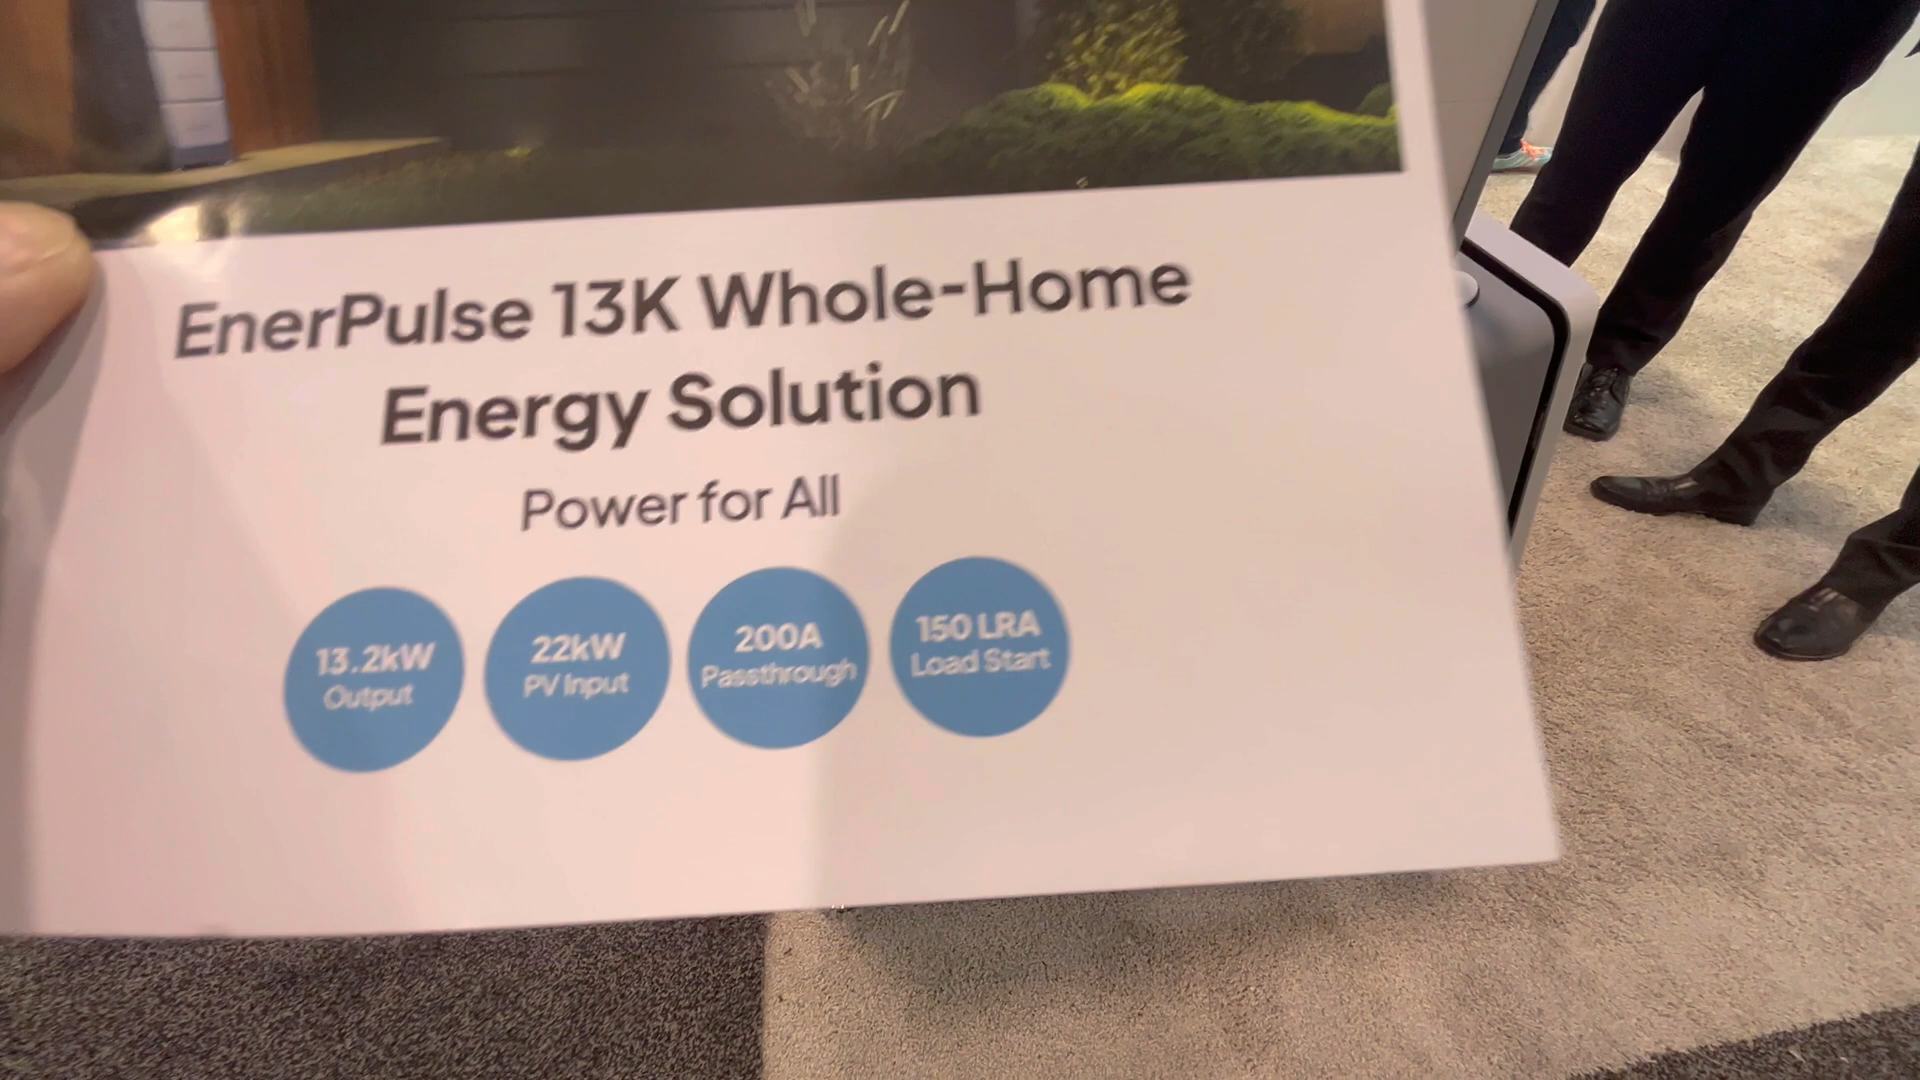 EnerPulse 13K Whole-Home
Energy Solution
Power for All
13.2kW
Output
22kW
PV Input
200A
Passthrough
150 LRA
Load Start